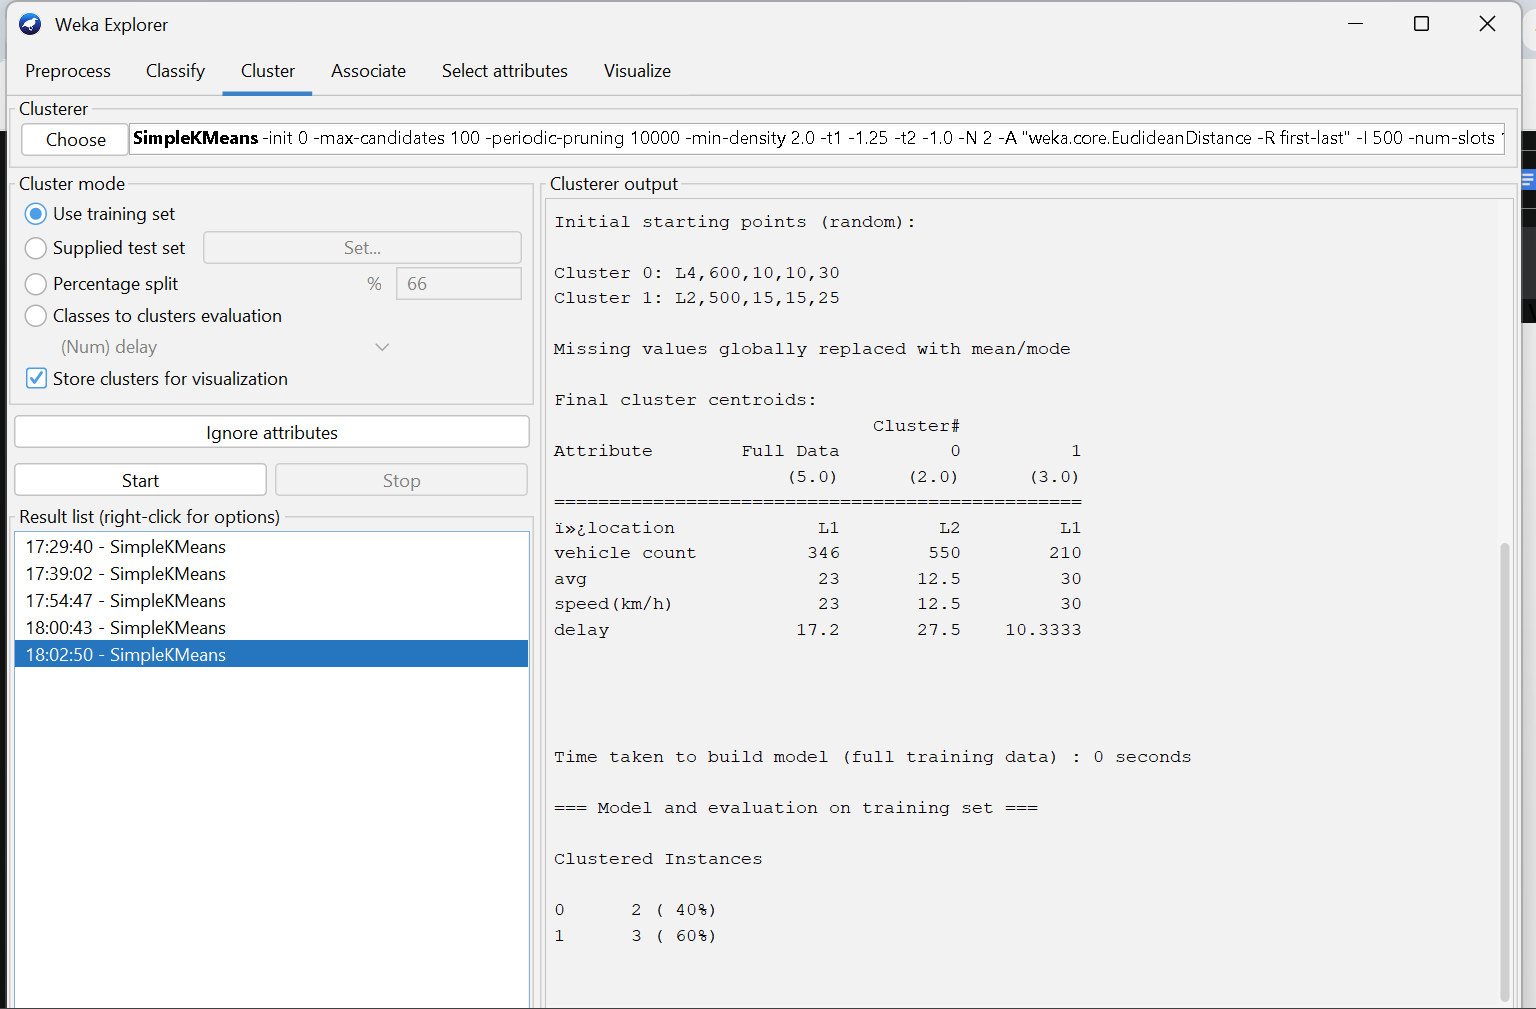 Weka Explorer
Preprocess Classify Cluster Associate Select attributes Visualize
Clusterer
Choose SimpleKMeans -init 0 -max-candidates 100 -periodic-pruning 10000 -min-density 2.0 -t1 -1.25 -t2 -1.0 -N 2 -A "weka.core.EuclideanDistance -R first-last" -I 500 -num-slots
Cluster mode
Use training set
Supplied test set Set...
Percentage split % 66
Classes to clusters evaluation
(Num) delay
Store clusters for visualization
Ignore attributes
Start Stop
Result list (right-click for options)
17:29:40 - SimpleKMeans
17:39:02 - SimpleKMeans
17:54:47 - SimpleKMeans
18:00:43 - SimpleKMeans
18:02:50 - SimpleKMeans
Clusterer output
Initial starting points (random):
Cluster 0: L4,600,10,10,30
Cluster 1: L2,500,15,15,25
Missing values globally replaced with mean/mode
Final cluster centroids:
Cluster#
Attribute Full Data 0 1
(5.0) (2.0) (3.0)
=================================================
ï»¿location L1 L2 L1
vehicle count 346 550 210
avg 23 12.5 30
speed(km/h) 23 12.5 30
delay 17.2 27.5 10.3333
Time taken to build model (full training data) : 0 seconds
=== Model and evaluation on training set ===
Clustered Instances
0 2 ( 40%)
1 3 ( 60%)